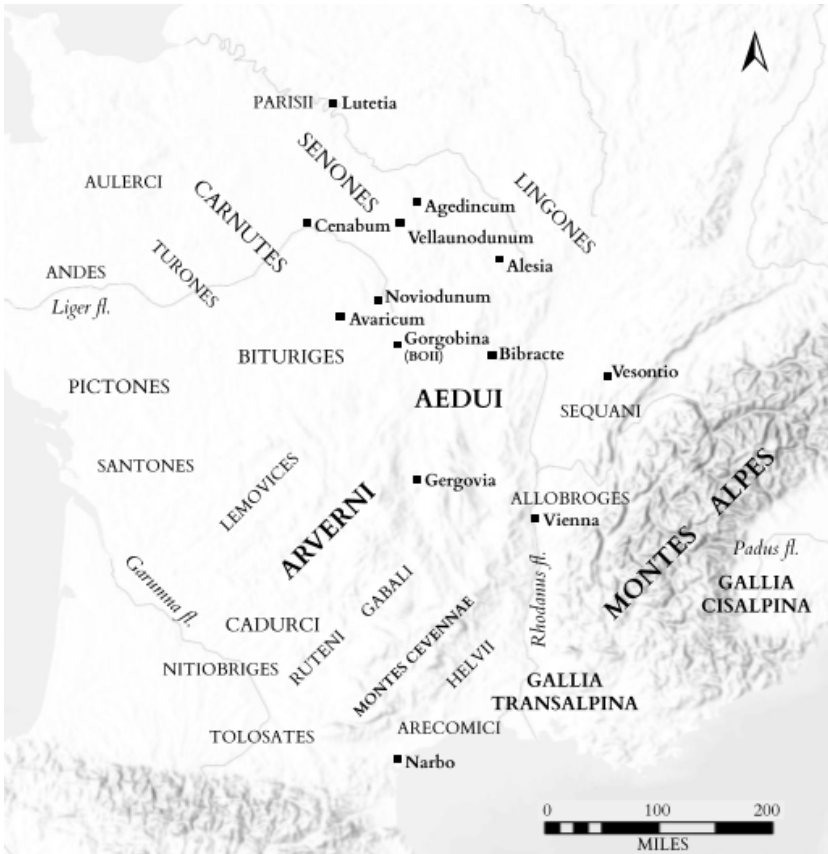 PARISII
Lutetia
SENONES
AULERCI
CARNUTES
LINGONES
Agedincum
Cenabum
Vellaunodunum
TURONES
Alesia
ANDES
Liger fl.
Noviodunum
Avaricum
Gorgobina
(BOII)
BITURIGES
Bibracte
Vesontio
PICTONES
AEDUI
SEQUANI
SANTONES
LEMOVICES
Gergovia
ALLOBROGES
Vienna
ARVERNI
MONTES ALPES
Padus fl.
GALLIA
CISALPINA
Garumna fl.
Rhodanus fl.
GABALI
CADURCI
RUTENI
MONTES CEVENNAE
HELVII
NITIOBRIGES
GALLIA
TRANSALPINA
TOLOSATES
ARECOMICI
Narbo
0 100 200
MILES